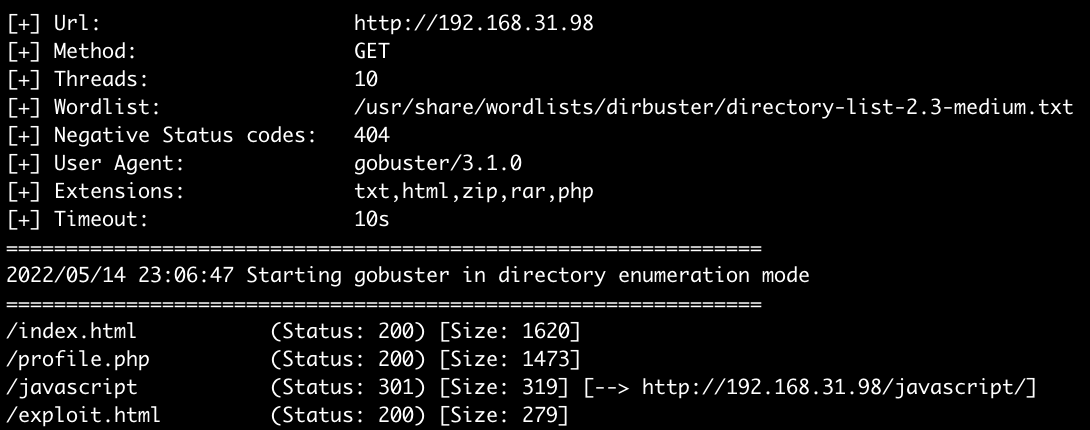 [+] Url:                     http://192.168.31.98
[+] Method:                  GET
[+] Threads:                 10
[+] Wordlist:                /usr/share/wordlists/dirbuster/directory-list-2.3-medium.txt
[+] Negative Status codes:   404
[+] User Agent:              gobuster/3.1.0
[+] Extensions:              txt,html,zip,rar,php
[+] Timeout:                 10s
===============================================================
2022/05/14 23:06:47 Starting gobuster in directory enumeration mode
===============================================================
/index.html           (Status: 200) [Size: 1620]
/profile.php          (Status: 200) [Size: 1473]
/javascript           (Status: 301) [Size: 319] [--> http://192.168.31.98/javascript/]
/exploit.html         (Status: 200) [Size: 279]